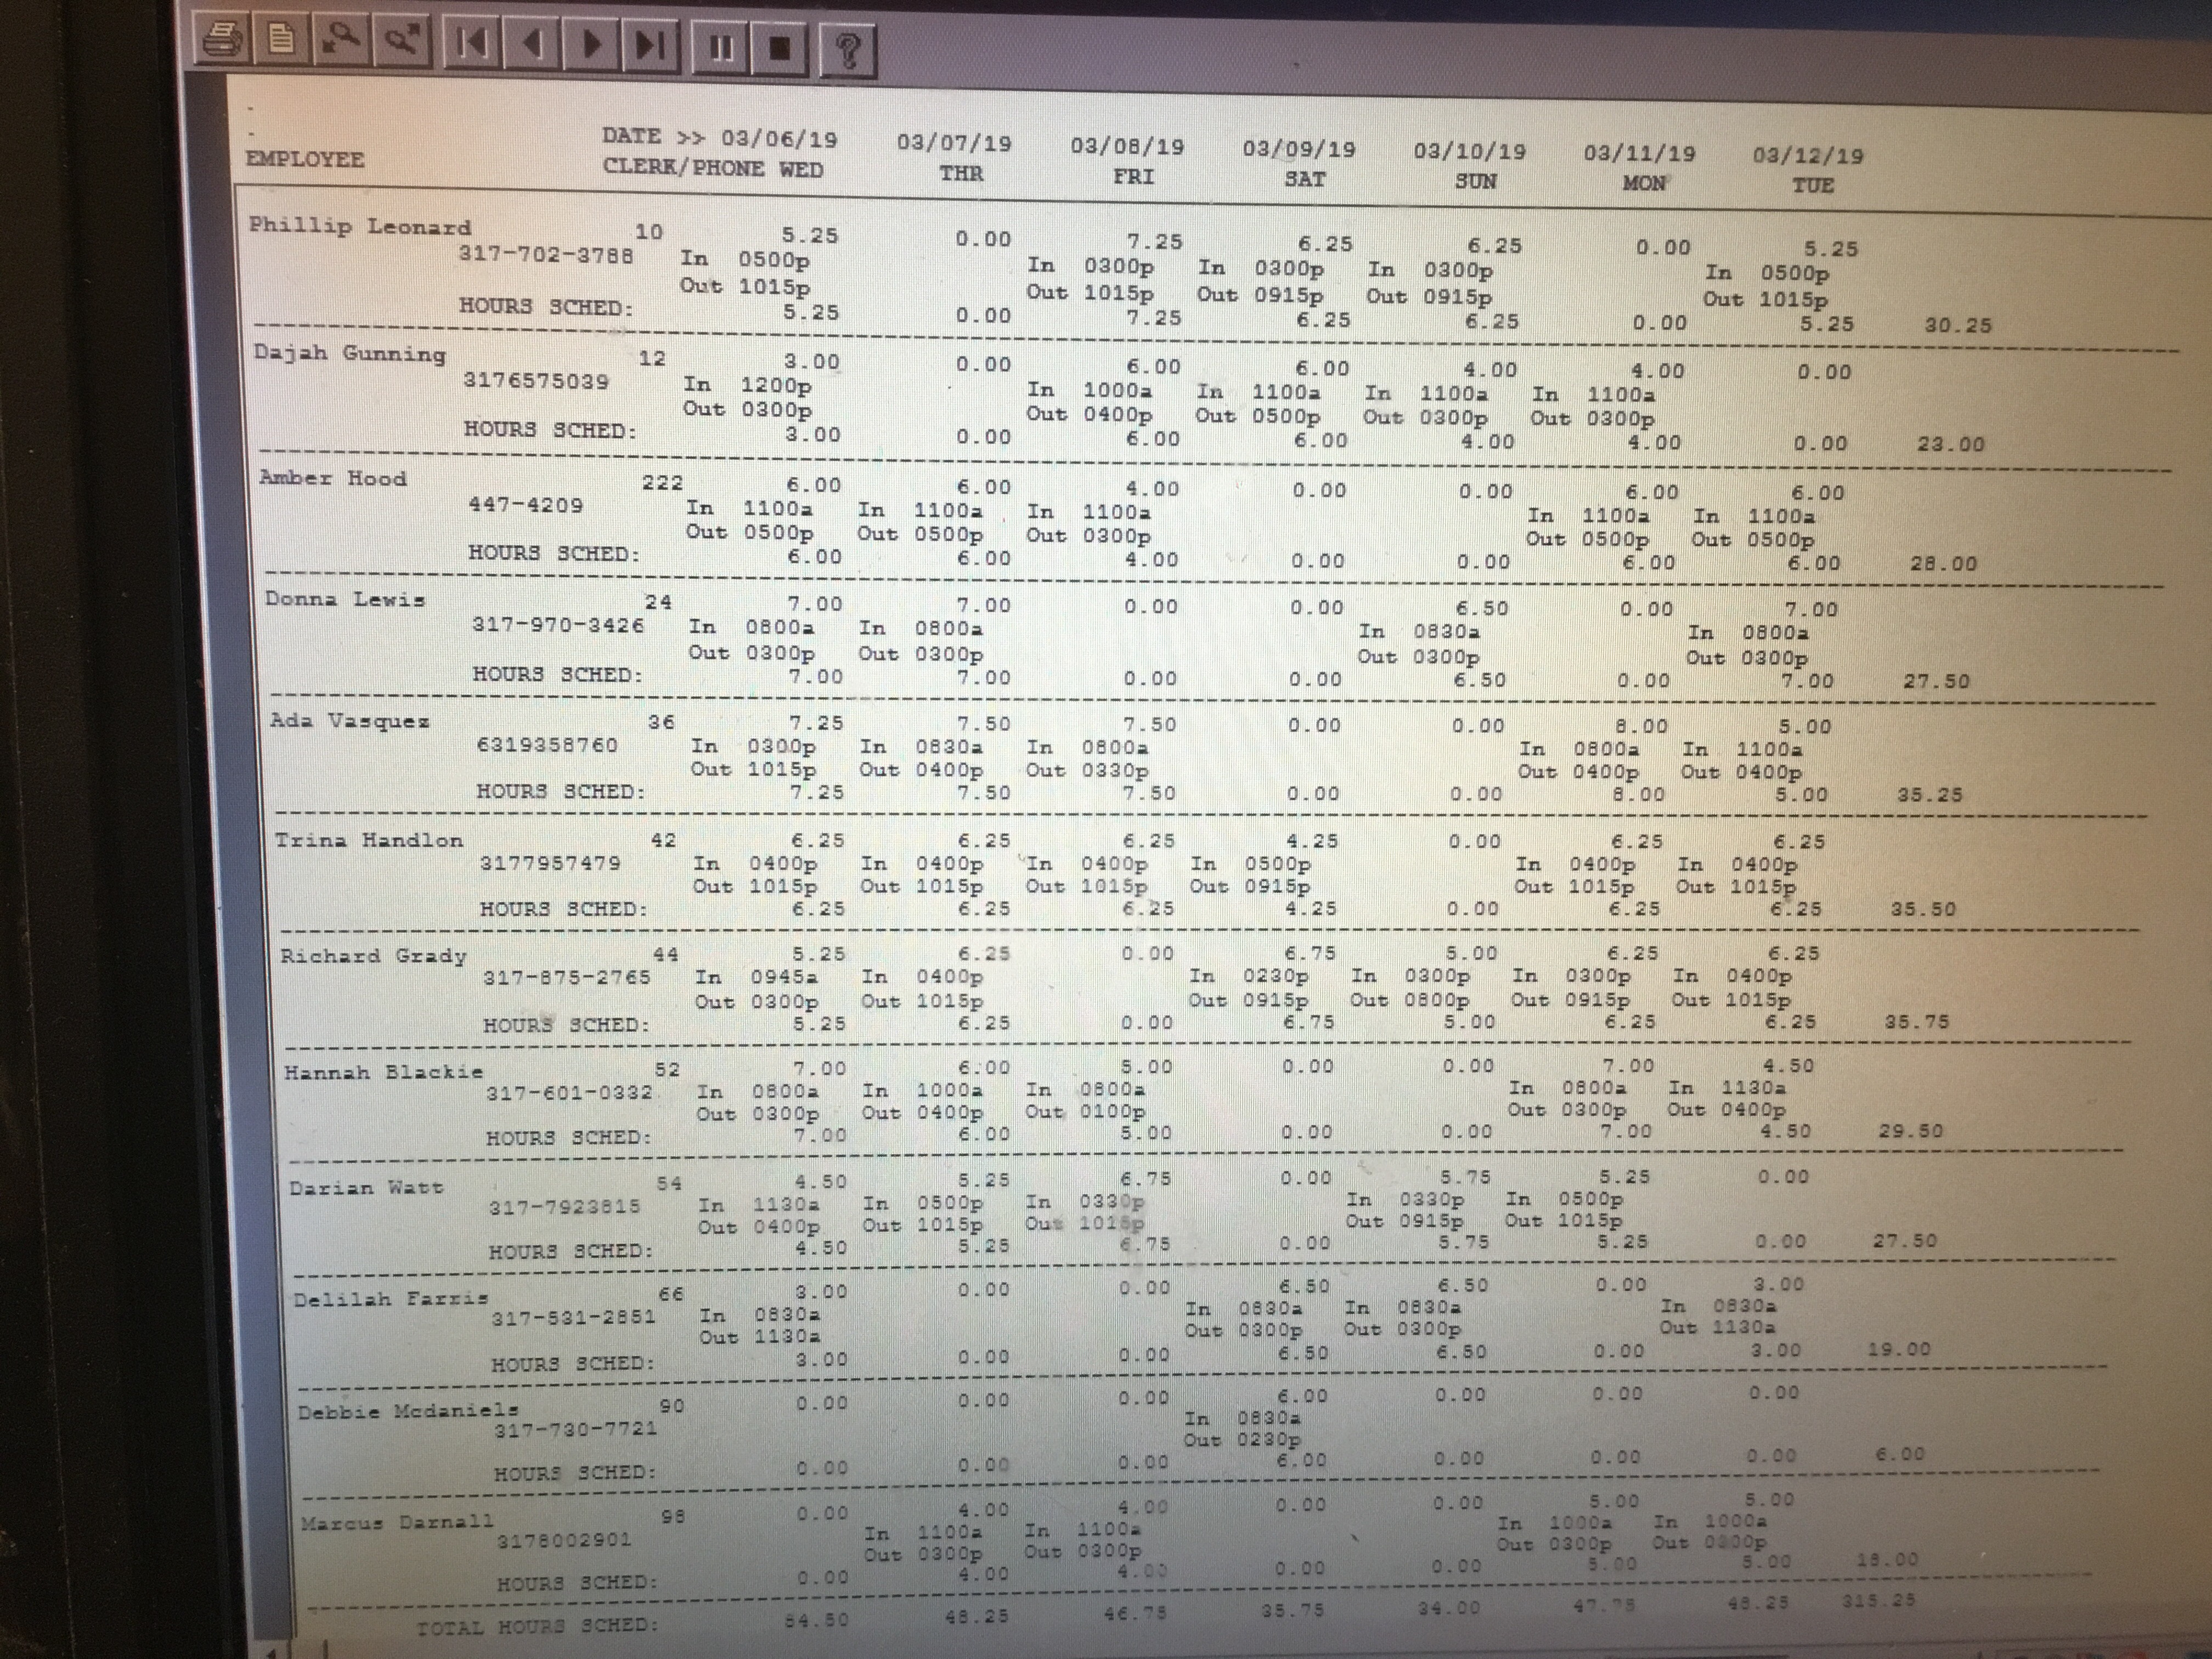 DATE >> 03/06/19 03/07/19 03/08/19 03/09/19 03/10/19 03/11/19 03/12/19
EMPLOYEE CLERK/PHONE WED THR FRI SAT SUN MON TUE
Phillip Leonard 10 5.25 0.00 7.25 6.25 6.25 0.00 5.25
317-702-3788 In 0500p In 0300p In 0300p In 0300p In 0500p
Out 1015p Out 1015p Out 0915p Out 0915p Out 1015p
HOURS SCHED: 5.25 0.00 7.25 6.25 6.25 0.00 5.25 30.25
Dajah Gunning 12 3.00 0.00 6.00 6.00 4.00 4.00 0.00
3176575039 In 1200p In 1000a In 1100a In 1100a In 1100a
Out 0300p Out 0400p Out 0500p Out 0300p Out 0300p
HOURS SCHED: 3.00 0.00 6.00 6.00 4.00 4.00 0.00 23.00
Amber Hood 222 6.00 6.00 4.00 0.00 0.00 6.00 6.00
447-4209 In 1100a In 1100a In 1100a In 1100a In 1100a
Out 0500p Out 0500p Out 0300p Out 0500p Out 0500p
HOURS SCHED: 6.00 6.00 4.00 0.00 0.00 6.00 6.00 28.00
Donna Lewis 24 7.00 7.00 0.00 0.00 6.50 0.00 7.00
317-970-3426 In 0800a In 0800a In 0830a In 0800a
Out 0300p Out 0300p Out 0300p Out 0300p
HOURS SCHED: 7.00 7.00 0.00 0.00 6.50 0.00 7.00 27.50
Ada Vasquez 36 7.25 7.50 7.50 0.00 0.00 8.00 5.00
6319358760 In 0300p In 0830a In 0800a In 0800a In 1100a
Out 1015p Out 0400p Out 0330p Out 0400p Out 0400p
HOURS SCHED: 7.25 7.50 7.50 0.00 0.00 8.00 5.00 35.25
Trina Handlon 42 6.25 6.25 6.25 4.25 0.00 6.25 6.25
3177957479 In 0400p In 0400p In 0400p In 0500p In 0400p In 0400p
Out 1015p Out 1015p Out 1015p Out 0915p Out 1015p Out 1015p
HOURS SCHED: 6.25 6.25 6.25 4.25 0.00 6.25 6.25 35.50
Richard Grady 44 5.25 6.25 0.00 6.75 5.00 6.25 6.25
317-875-2765 In 0945a In 0400p In 0230p In 0300p In 0300p In 0400p
Out 0300p Out 1015p Out 0915p Out 0800p Out 0915p Out 1015p
HOURS SCHED: 5.25 6.25 0.00 6.75 5.00 6.25 6.25 35.75
Hannah Blackie 52 7.00 6.00 5.00 0.00 0.00 7.00 4.50
317-601-0332 In 0800a In 1000a In 0800a In 0800a In 1130a
Out 0300p Out 0400p Out 0100p Out 0300p Out 0400p
HOURS SCHED: 7.00 6.00 5.00 0.00 0.00 7.00 4.50 29.50
Darian Watt 54 4.50 5.25 6.75 0.00 5.75 5.25 0.00
317-7923815 In 1130a In 0500p In 0330p In 0330p In 0500p
Out 0400p Out 1015p Out 1015p Out 0915p Out 1015p
HOURS SCHED: 4.50 5.25 6.75 0.00 5.75 5.25 0.00 27.50
Delilah Farris 66 3.00 0.00 0.00 6.50 6.50 0.00 3.00
317-531-2851 In 0830a In 0830a In 0830a In 0830a
Out 1130a Out 0300p Out 0300p Out 1130a
HOURS SCHED: 3.00 0.00 0.00 6.50 6.50 0.00 3.00 19.00
Debbie Mcdaniels 90 0.00 0.00 0.00 6.00 0.00 0.00 0.00
317-730-7721 In 0830a
Out 0230p
HOURS SCHED: 0.00 0.00 0.00 6.00 0.00 0.00 0.00 6.00
Marcus Darnall 98 0.00 4.00 4.00 0.00 0.00 5.00 5.00
3178002901 In 1100a In 1100a In 1000a In 1000a
Out 0300p Out 0300p Out 0300p Out 0300p
HOURS SCHED: 0.00 4.00 4.00 0.00 0.00 5.00 5.00 18.00
TOTAL HOURS SCHED: 54.50 48.25 46.75 35.75 34.00 47.75 48.25 315.25